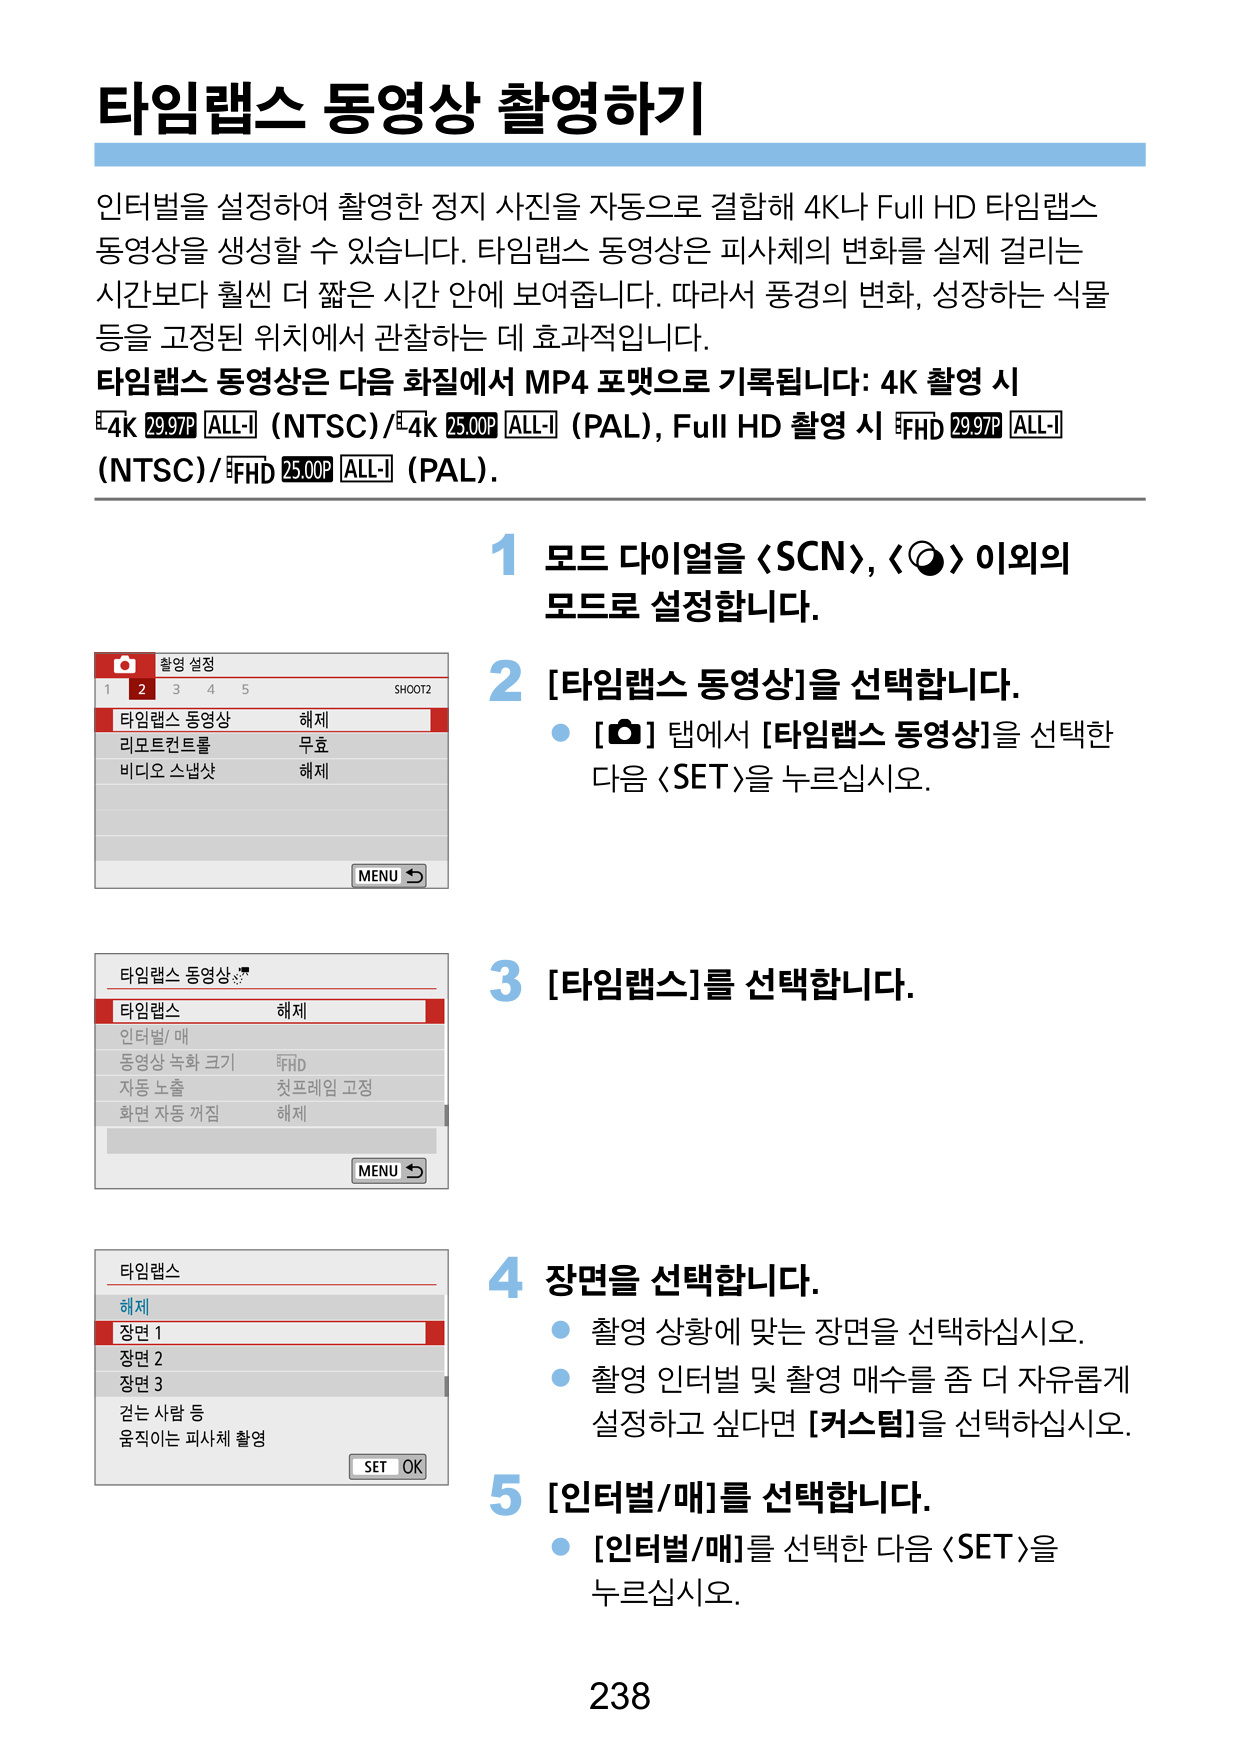 타임랩스 동영상 촬영하기
인터벌을 설정하여 촬영한 정지 사진을 자동으로 결합해 4K나 Full HD 타임랩스
동영상을 생성할 수 있습니다. 타임랩스 동영상은 피사체의 변화를 실제 걸리는
시간보다 훨씬 더 짧은 시간 안에 보여줍니다. 따라서 풍경의 변화, 성장하는 식물
등을 고정된 위치에서 관찰하는 데 효과적입니다.
타임랩스 동영상은 다음 화질에서 MP4 포맷으로 기록됩니다: 4K 촬영 시
4K 29.97P ALL-I (NTSC)/4K 25.00P ALL-I (PAL), Full HD 촬영 시 FHD 29.97P ALL-I
(NTSC)/FHD 25.00P ALL-I (PAL).
1 모드 다이얼을 <SCN>, < > 이외의
모드로 설정합니다.
촬영 설정
1 2 3 4 5 SHOOT2
타임랩스 동영상 해제
리모트컨트롤 무효
비디오 스냅샷 해제
MENU
2 [타임랩스 동영상]을 선택합니다.
● [ ] 탭에서 [타임랩스 동영상]을 선택한
다음 <SET>을 누르십시오.
타임랩스 동영상
타임랩스 해제
인터벌/ 매
동영상 녹화 크기 FHD
자동 노출 첫프레임 고정
화면 자동 꺼짐 해제
MENU
3 [타임랩스]를 선택합니다.
타임랩스
해제
장면 1
장면 2
장면 3
걷는 사람 등
움직이는 피사체 촬영
SET OK
4 장면을 선택합니다.
● 촬영 상황에 맞는 장면을 선택하십시오.
● 촬영 인터벌 및 촬영 매수를 좀 더 자유롭게
설정하고 싶다면 [커스텀]을 선택하십시오.
5 [인터벌/매]를 선택합니다.
● [인터벌/매]를 선택한 다음 <SET>을
누르십시오.
238